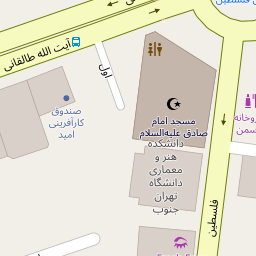 فلسطین
آیت الله طالقانی
اول
صندوق
کارآفرینی
امید
مسجد امام
صادق علیه‌السلام
دانشکده
هنر و
معماری
دانشگاه
تهران
جنوب
فلسطین